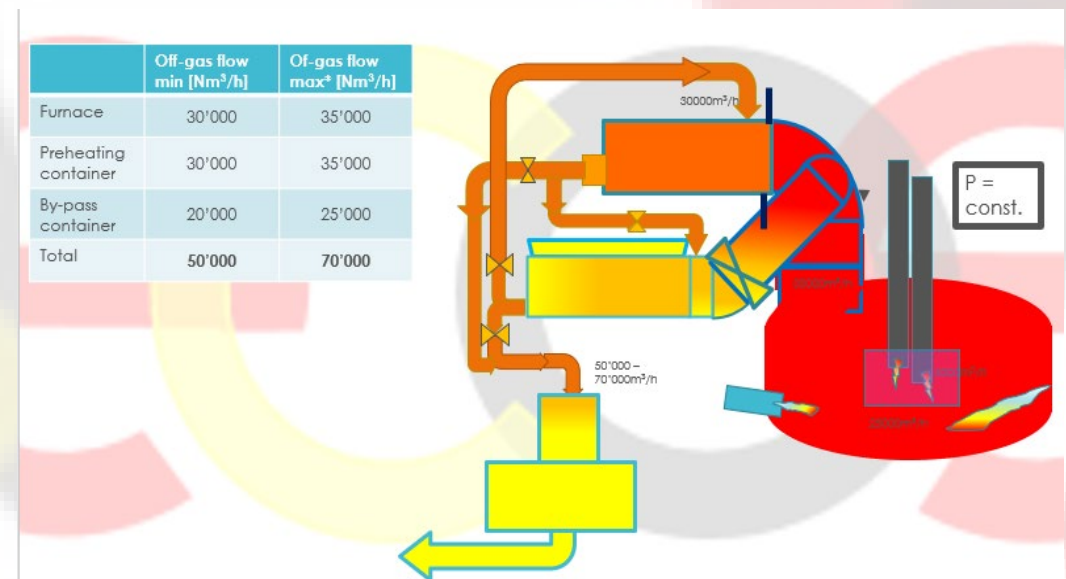 Off-gas flow
min [Nm³/h]
Of-gas flow
max* [Nm³/h]
Furnace
30'000
35'000
Preheating
container
30'000
35'000
By-pass
container
20'000
25'000
Total
50'000
70'000
30000m³/h
P =
const.
50'000 –
70'000m³/h